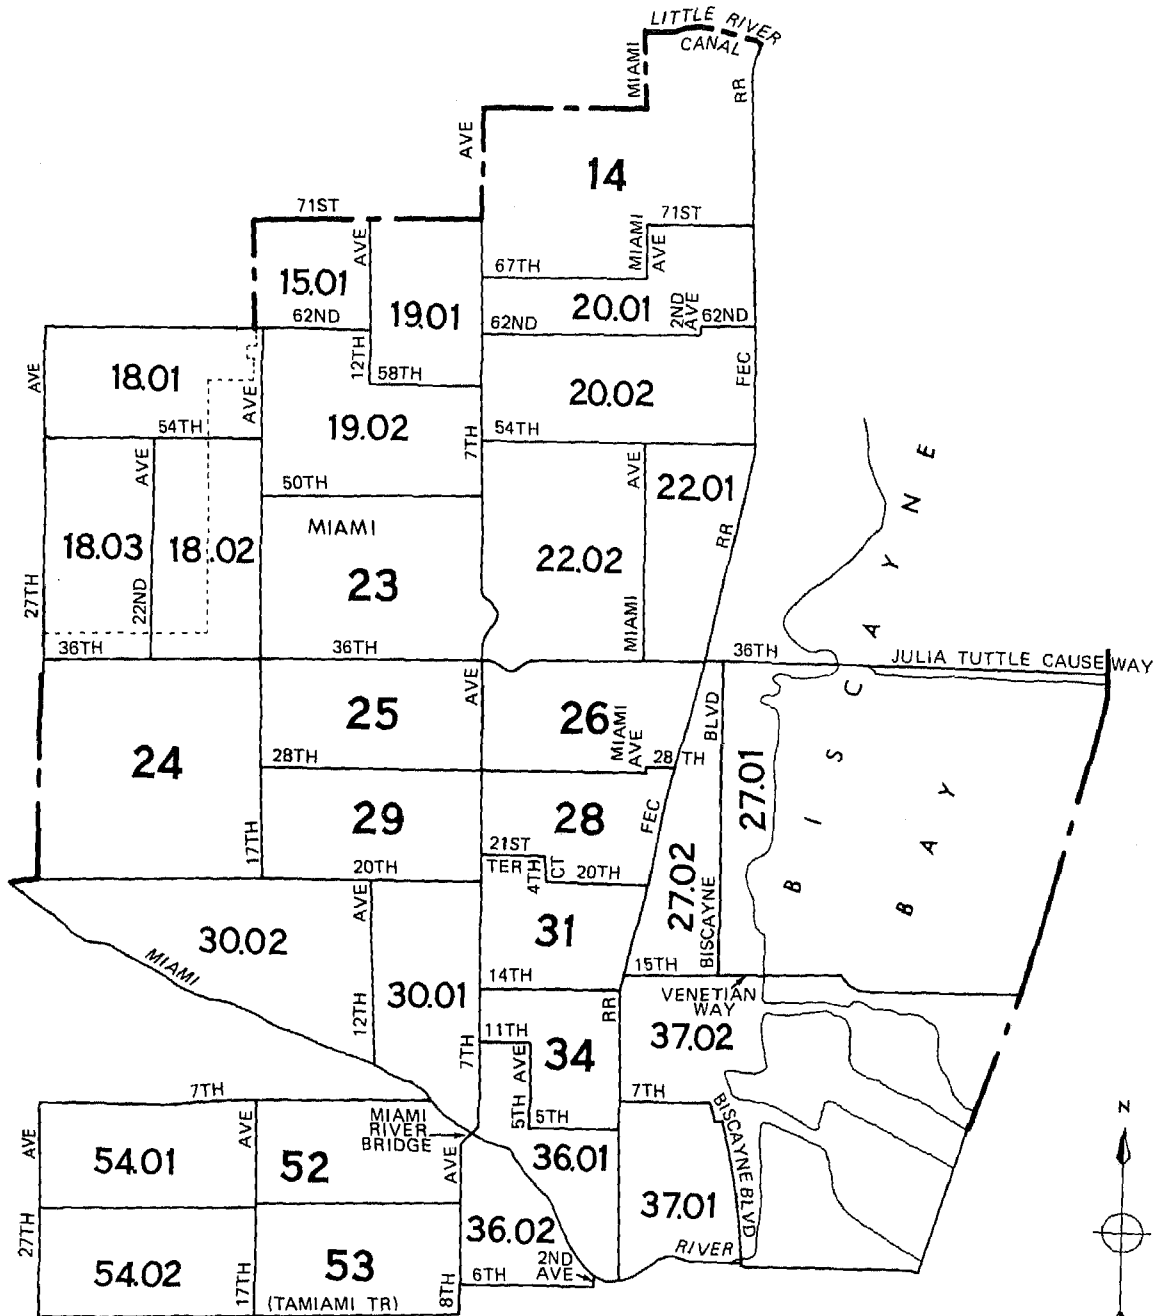 LITTLE RIVER
CANAL
MIAMI
RR
AVE
14
71ST
71ST
AVE
MIAMI
AVE
67TH
15.01
19.01
20.01
2ND AVE
62ND
62ND
62ND
12TH
58TH
AVE
18.01
AVE
20.02
FEC
54TH
19.02
7TH
54TH
AVE
AVE
50TH
22.01
MIAMI
RR
18.03
18.02
22.02
23
27TH
22ND
MIAMI
36TH
36TH
36TH
JULIA TUTTLE CAUSEWAY
BISCAYNE
BAY
AVE
25
26
MIAMI AVE
BLVD
24
28TH
28TH
27.01
29
28
FEC
17TH
21ST
TER
4TH CT
20TH
20TH
27.02
BISCAYNE
AVE
30.02
31
MIAMI
15TH
14TH
VENETIAN
WAY
30.01
12TH
RR
37.02
11TH
34
7TH
5TH AVE
7TH
7TH
5TH
BISCAYNE BLVD
MIAMI
RIVER
BRIDGE
AVE
AVE
AVE
54.01
52
36.01
37.01
36.02
RIVER
27TH
2ND
AVE
54.02
17TH
53
8TH
6TH
(TAMIAMI TR)
N